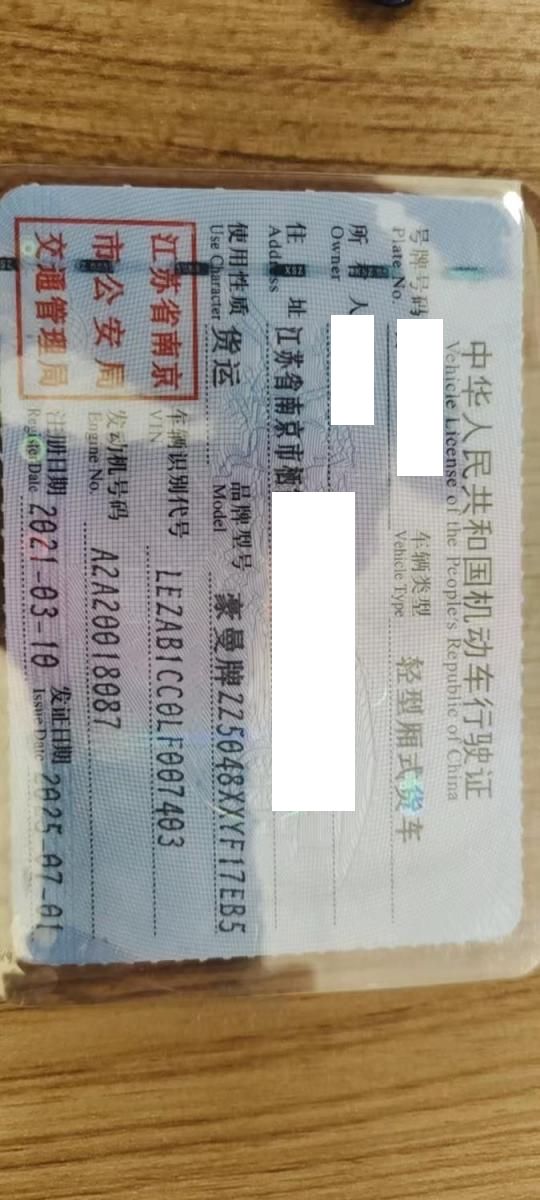 中华人民共和国机动车行驶证
Vehicle License of the People's Republic of China
号牌号码
Plate No.
车辆类型 轻型厢式货车
Vehicle Type
所有人
Owner
住址 江苏省南京市栖
Address
使用性质 货运
Use Character
品牌型号 豪曼牌ZZ5048XXYF17EB5
Model
江苏省南京
市公安局
交通管理局
车辆识别代号 LEZAB1CC0LF007403
VIN
发动机号码 A2A20018087
Engine No.
注册日期 2021-03-10
Register Date
发证日期 2025-07-01
Issue Date